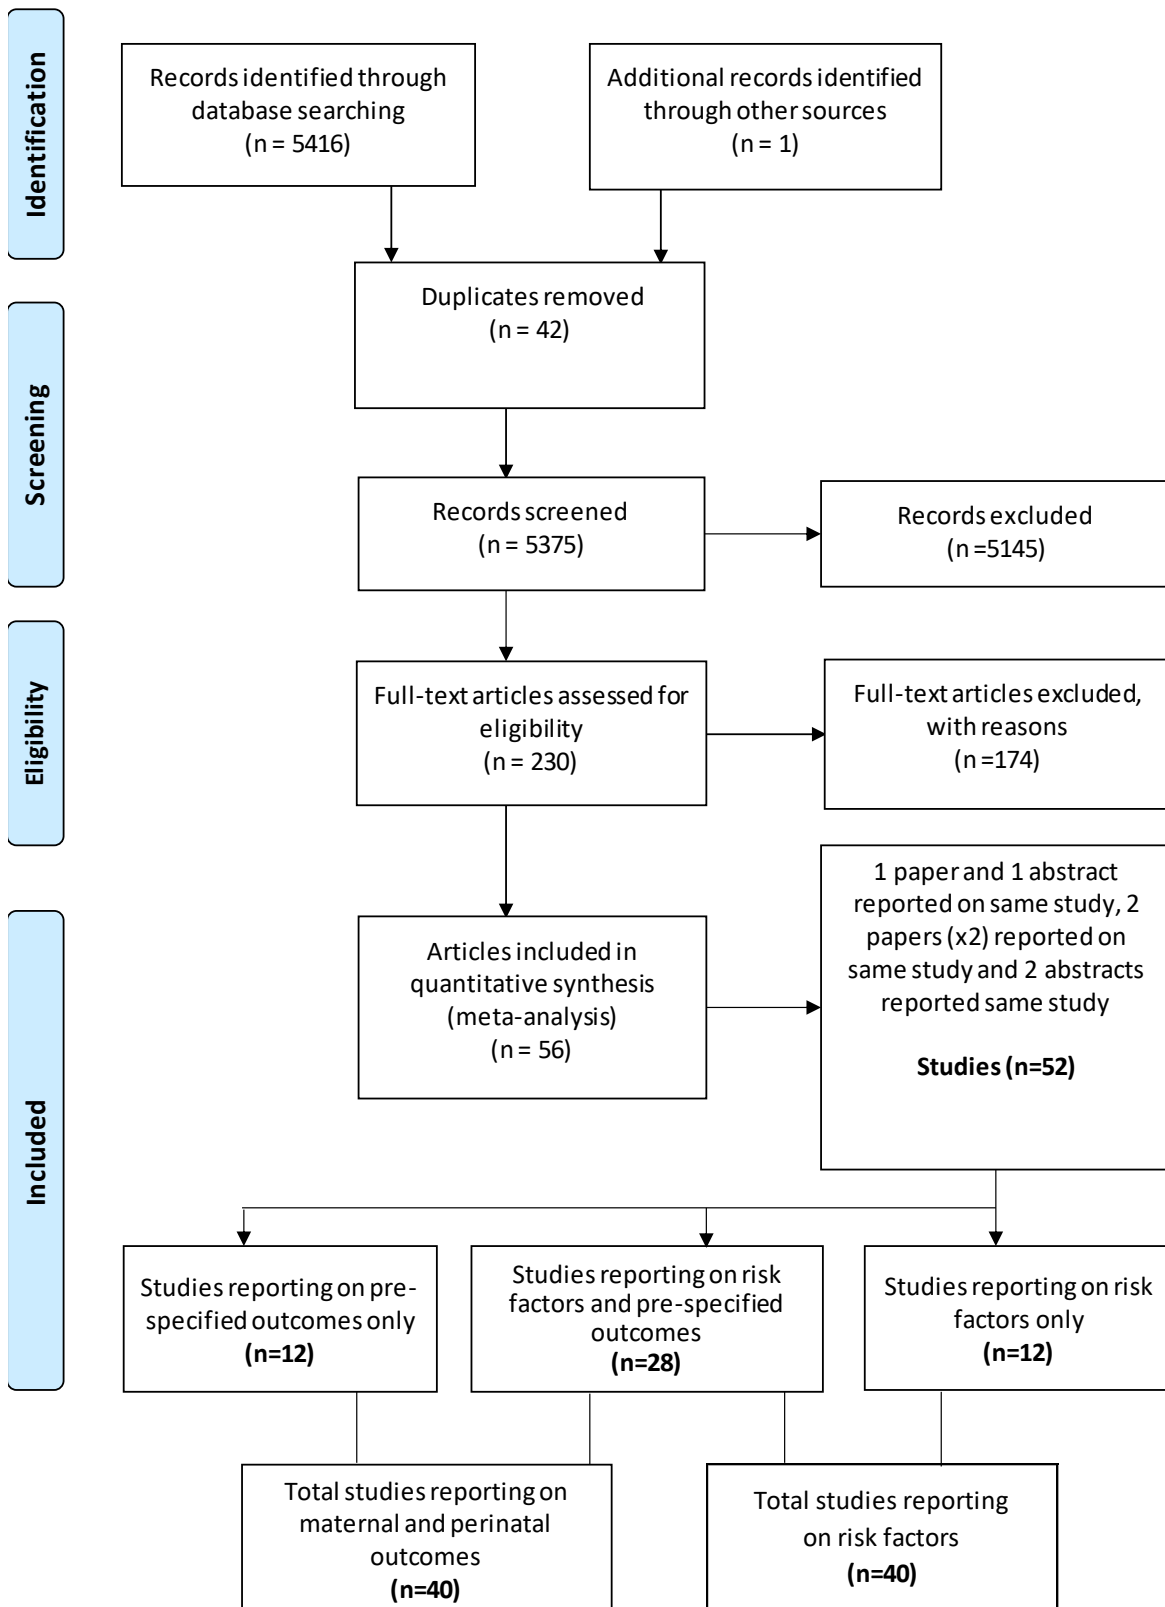 Identification
Records identified through
database searching
(n = 5416)
Additional records identified
through other sources
(n = 1)
Screening
Duplicates removed
(n = 42)
Records screened
(n = 5375)
Records excluded
(n =5145)
Eligibility
Full-text articles assessed for
eligibility
(n = 230)
Full-text articles excluded,
with reasons
(n =174)
Included
Articles included in
quantitative synthesis
(meta-analysis)
(n = 56)
1 paper and 1 abstract
reported on same study, 2
papers (x2) reported on
same study and 2 abstracts
reported same study
Studies (n=52)
Studies reporting on pre-
specified outcomes only
(n=12)
Studies reporting on risk
factors and pre-specified
outcomes
(n=28)
Studies reporting on risk
factors only
(n=12)
Total studies reporting on
maternal and perinatal
outcomes
(n=40)
Total studies reporting
on risk factors
(n=40)